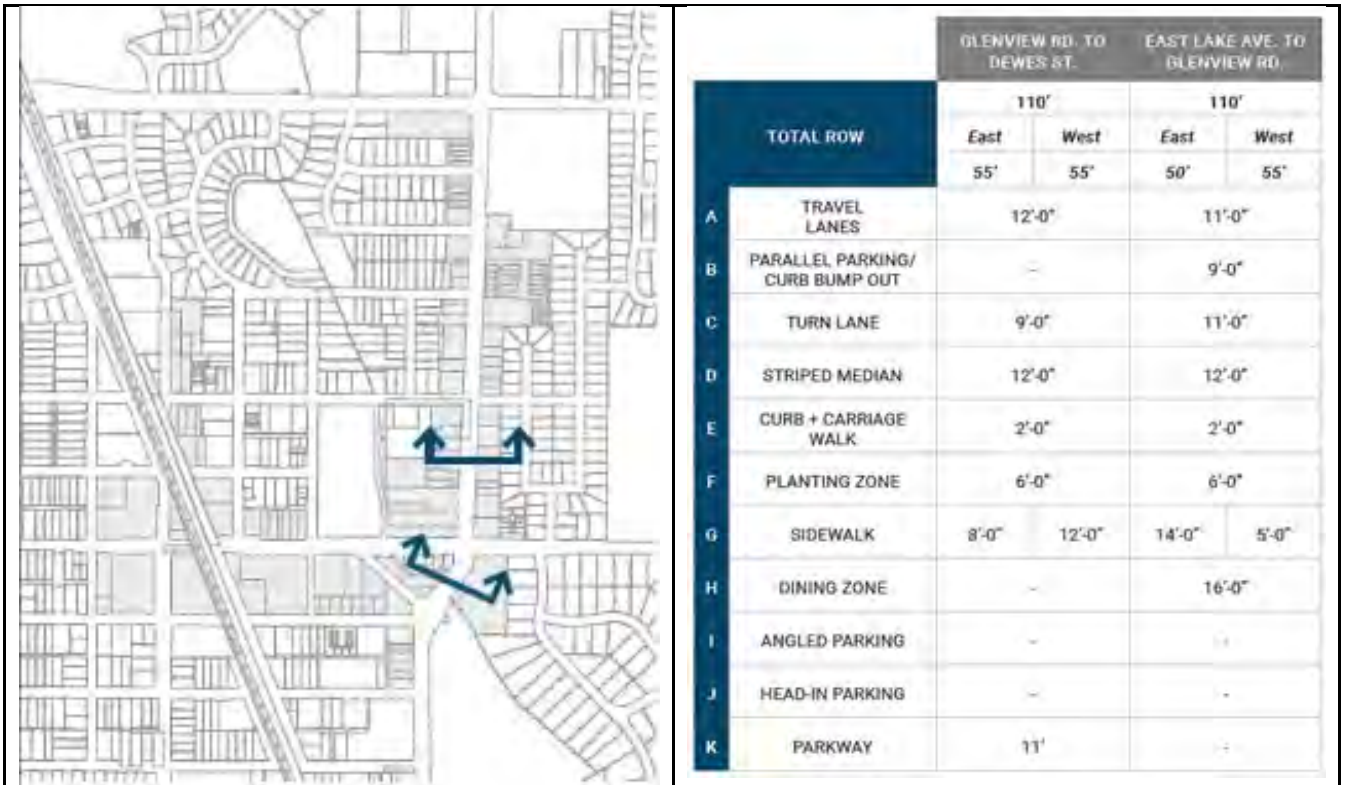 GLENVIEW RD. TO
DEWES ST.
EAST LAKE AVE. TO
GLENVIEW RD.
TOTAL ROW
110'
110'
East
West
East
West
55'
55'
50'
55'
A
TRAVEL
LANES
12'-0"
11'-0"
B
PARALLEL PARKING/
CURB BUMP OUT
-
9'-0"
C
TURN LANE
9'-0"
11'-0"
D
STRIPED MEDIAN
12'-0"
12'-0"
E
CURB + CARRIAGE
WALK
2'-0"
2'-0"
F
PLANTING ZONE
6'-0"
6'-0"
G
SIDEWALK
8'-0"
12'-0"
14'-0"
5'-0"
H
DINING ZONE
-
16'-0"
I
ANGLED PARKING
-
-
J
HEAD-IN PARKING
-
-
K
PARKWAY
11'
-